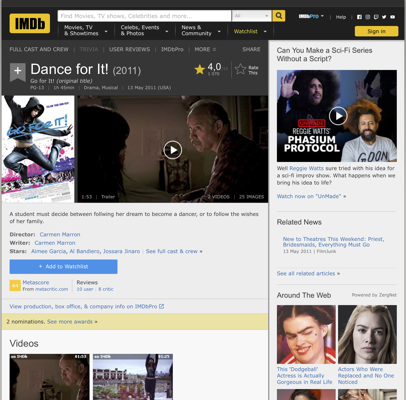 IMDb
Find Movies, TV shows, Celebrities and more...
All
IMDbPro
Help
Movies, TV
& Showtimes
Celebs, Events
& Photos
News &
Community
Watchlist
Sign in
FULL CAST AND CREW | TRIVIA | USER REVIEWS | IMDbPro | MORE
SHARE
Dance for It! (2011)
Go for It! (original title)
PG-13 | 1h 45min | Drama, Musical | 13 May 2011 (USA)
4,0
Rate
This
1:53 | Trailer
2 VIDEOS | 25 IMAGES
A student must decide between following her dream to become a dancer, or to follow the wishes
of her family.
Director: Carmen Marron
Writer: Carmen Marron
Stars: Aimee Garcia, Al Bandiero, Jossara Jinaro | See full cast & crew »
+ Add to Watchlist
Metascore
From metacritic.com
Reviews
10 user | 8 critic
View production, box office, & company info on IMDbPro
2 nominations. See more awards »
Videos
Can You Make a Sci-Fi Series
Without a Script?
REGGIE WATTS'
PHASIUM
PROTOCOL
Well Reggie Watts sure tried with his idea for
a sci-fi improv show. What happens when we
bring his idea to life?
Watch now on "UnMade" »
Related News
New to Theatres This Weekend: Priest,
Bridesmaids, Everything Must Go
13 May 2011 | FilmJunk
See all related articles »
Around The Web
Powered by ZergNet
This 'Dodgeball'
Actress is Actually
Gorgeous in Real Life
Actors Who Were
Replaced and No One
Noticed